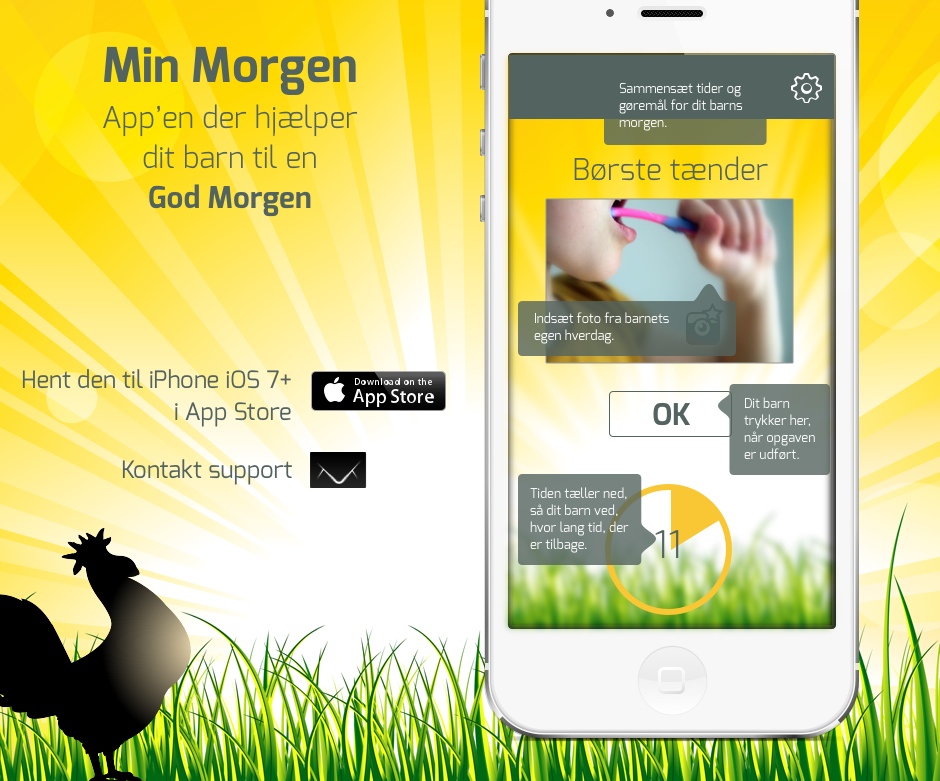 Min Morgen
App'en der hjælper
dit barn til en
God Morgen
Hent den til iPhone iOS 7+
i App Store
Download on the
App Store
Kontakt support
Sammensæt tider og
gøremål for dit barns
morgen.
Børste tænder
Indsæt foto fra barnets
egen hverdag.
OK
Dit barn
trykker her,
når opgaven
er udført.
Tiden tæller ned,
så dit barn ved,
hvor lang tid, der
er tilbage.
11